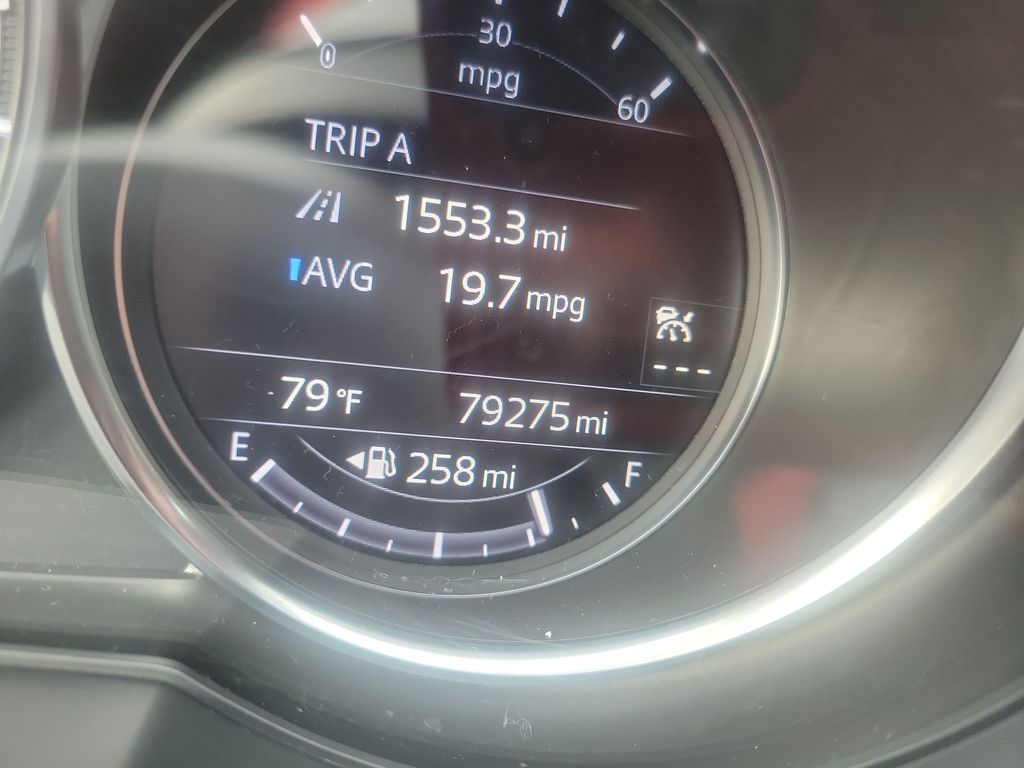 30
0
mpg
60
TRIP A
1553.3 mi
AVG 19.7 mpg
---
79 °F 79275 mi
E 258 mi F